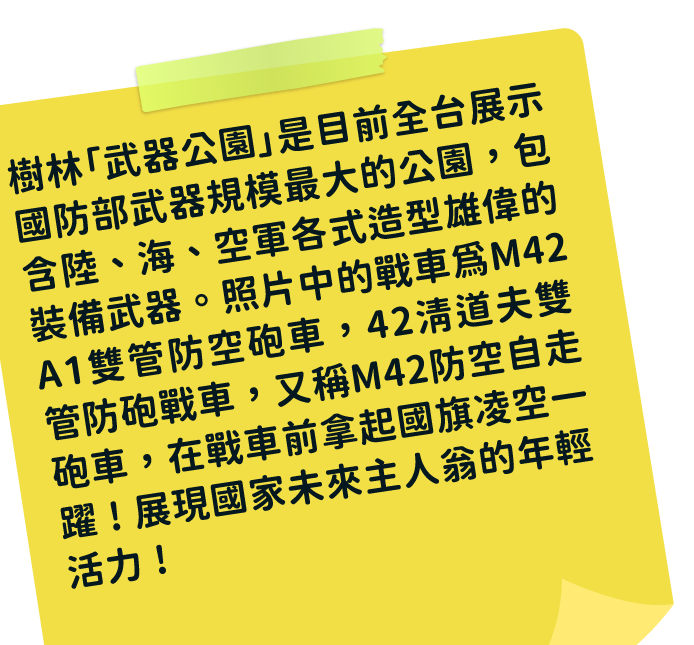 樹林「武器公園」是目前全台展示
國防部武器規模最大的公園，包
含陸、海、空軍各式造型雄偉的
裝備武器。照片中的戰車為M42
A1雙管防空砲車，42清道夫雙
管防砲戰車，又稱M42防空自走
砲車，在戰車前拿起國旗凌空一
躍！展現國家未來主人翁的年輕
活力！